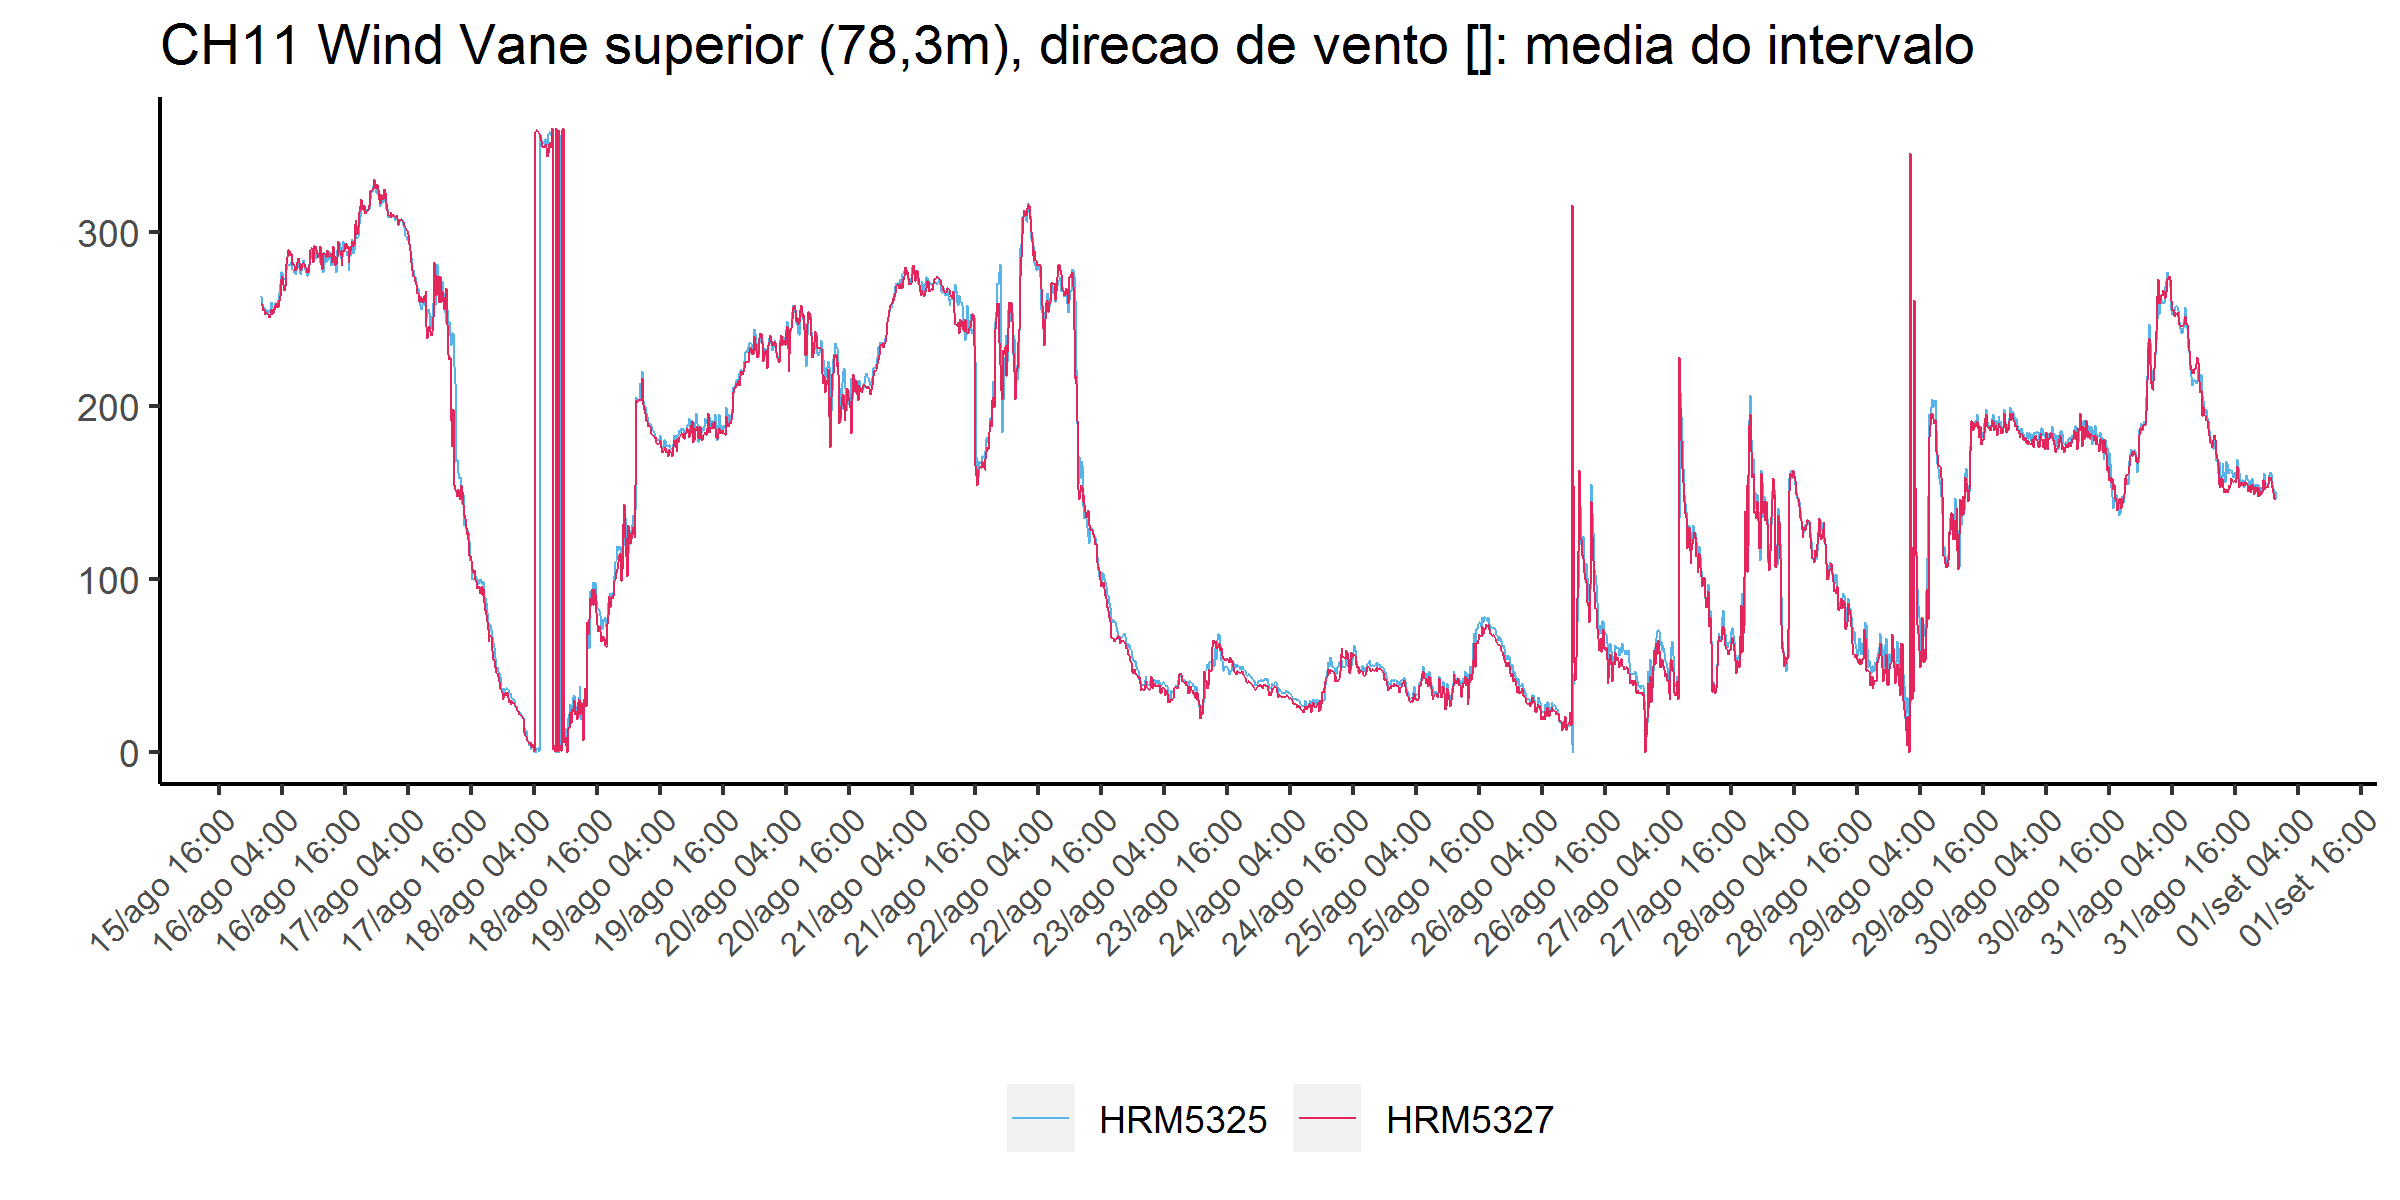 CH11 Wind Vane superior (78,3m), direcao de vento []: media do intervalo
300
200
100
0
15/ago 16:00
16/ago 04:00
16/ago 16:00
17/ago 04:00
17/ago 16:00
18/ago 04:00
18/ago 16:00
19/ago 04:00
19/ago 16:00
20/ago 04:00
20/ago 16:00
21/ago 04:00
21/ago 16:00
22/ago 04:00
22/ago 16:00
23/ago 04:00
23/ago 16:00
24/ago 04:00
24/ago 16:00
25/ago 04:00
25/ago 16:00
26/ago 04:00
26/ago 16:00
27/ago 04:00
27/ago 16:00
28/ago 04:00
28/ago 16:00
29/ago 04:00
29/ago 16:00
30/ago 04:00
30/ago 16:00
31/ago 04:00
31/ago 16:00
01/set 04:00
01/set 16:00
HRM5325
HRM5327